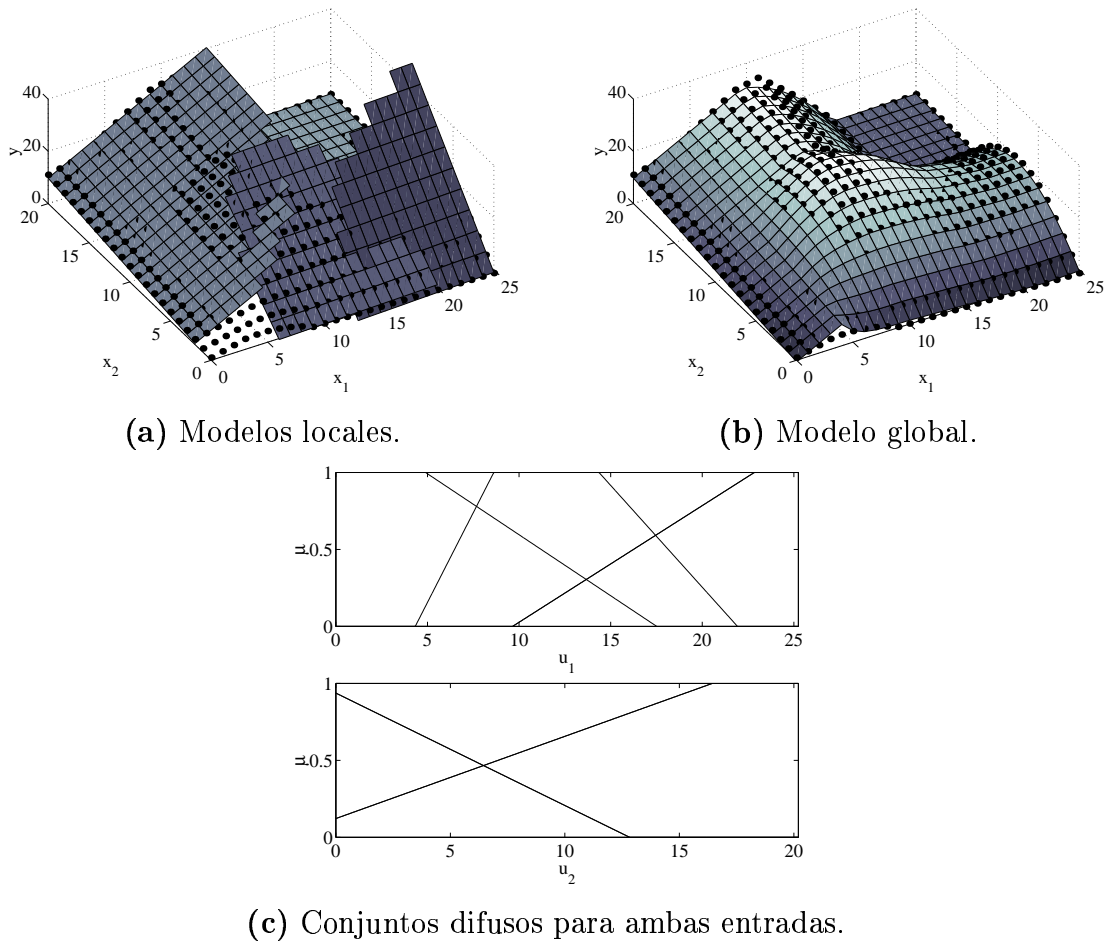 40
20
0
y
20
15
10
5
0
x2
0
5
10
15
20
25
x1
(a) Modelos locales.
40
20
0
y
20
15
10
5
0
x2
0
5
10
15
20
25
x1
(b) Modelo global.
1
0.5
0
μ
0 5 10 15 20 25
u1
1
0.5
0
μ
0 5 10 15 20
u2
(c) Conjuntos difusos para ambas entradas.